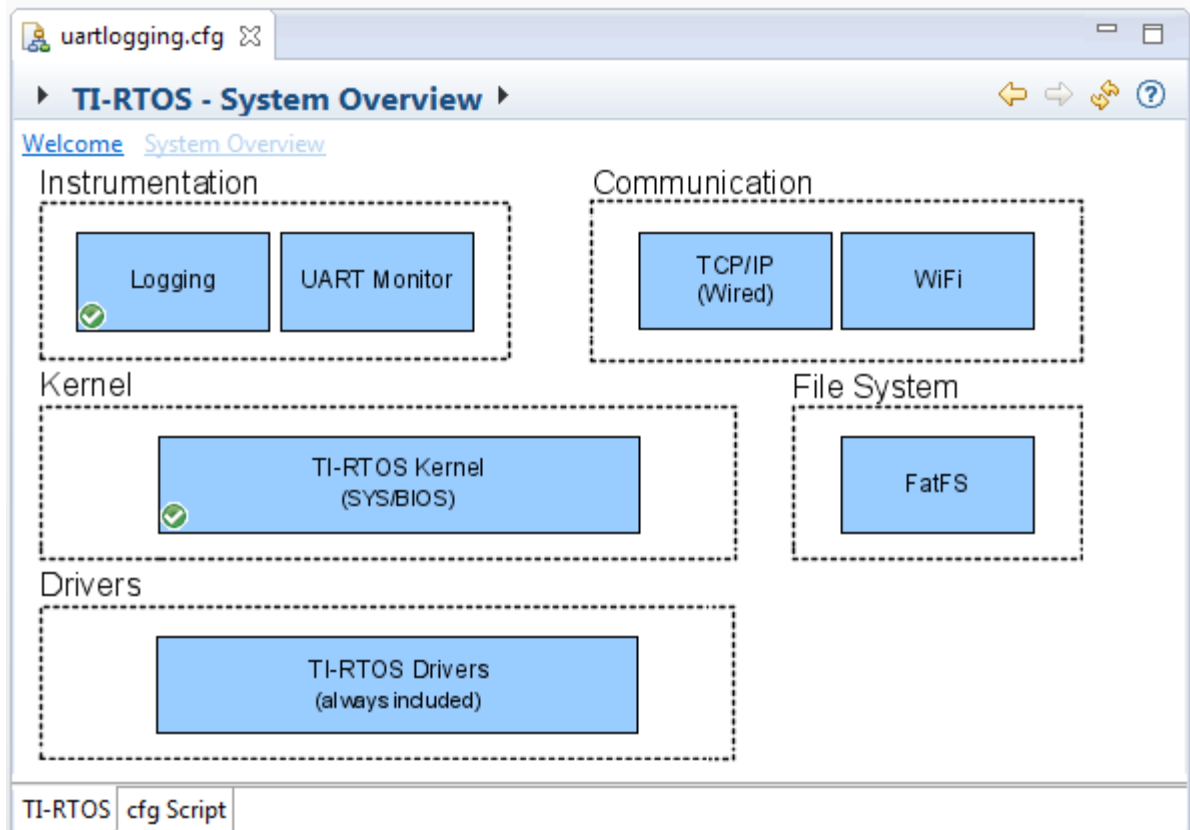 uartlogging.cfg
TI-RTOS - System Overview
Welcome System Overview
Instrumentation
Logging
UART Monitor
Communication
TCP/IP
(Wired)
WiFi
Kernel
TI-RTOS Kernel
(SYS/BIOS)
File System
FatFS
Drivers
TI-RTOS Drivers
(always included)
TI-RTOS cfg Script